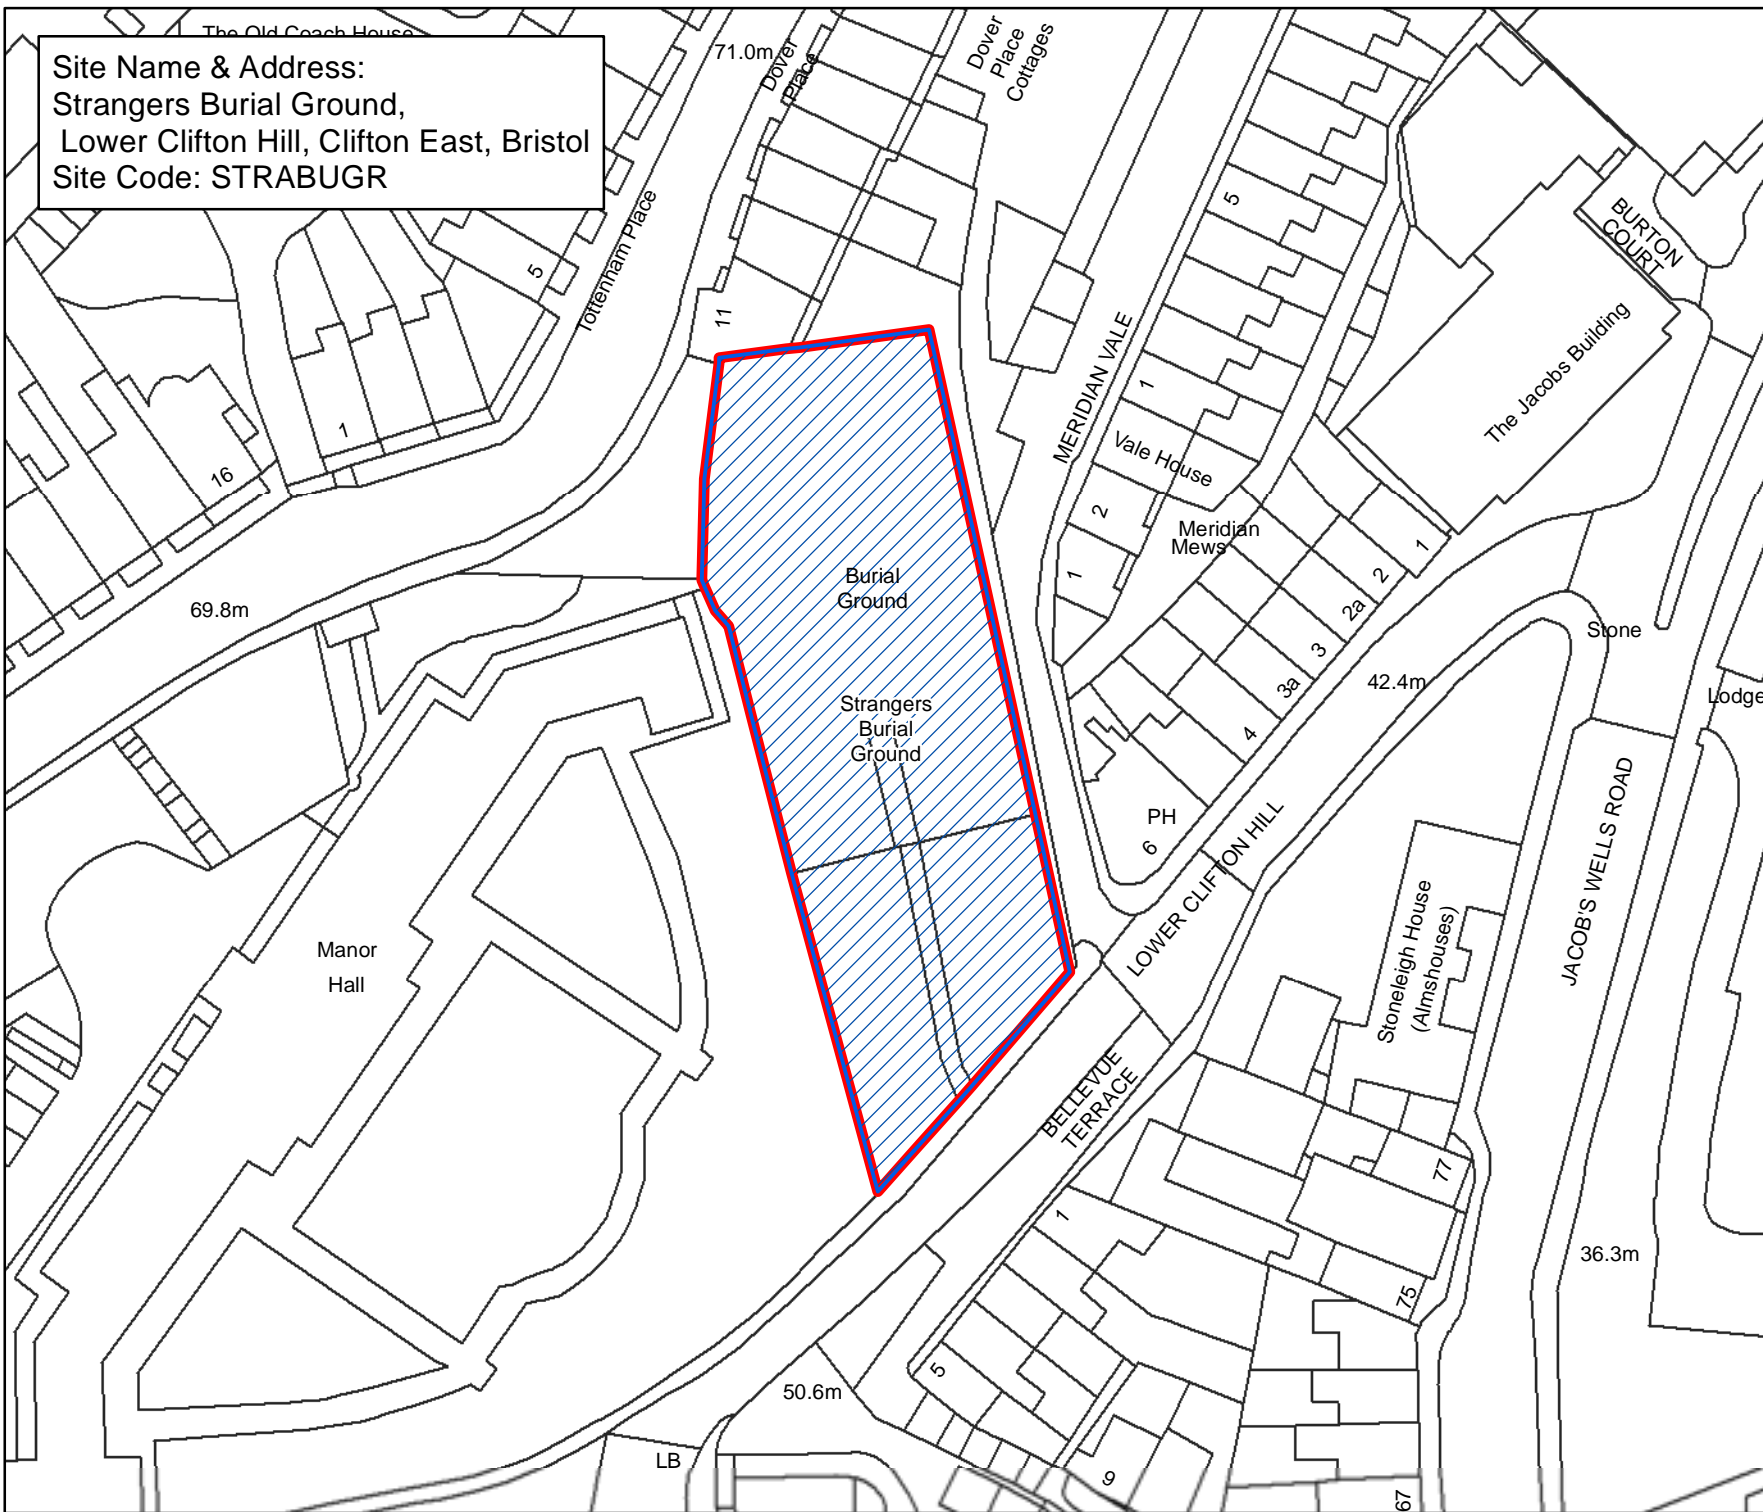 The Old Coach House
Site Name & Address:
Strangers Burial Ground,
Lower Clifton Hill, Clifton East, Bristol
Site Code: STRABUGR
71.0m
Dover
Place
Dover
Place
Cottages
Tottenham Place
5
11
1
16
69.8m
5
1
MERIDIAN VALE
Vale House
2
1
Meridian
Mews
BURTON
COURT
The Jacobs Building
1
2
2a
3
3a
4
PH
6
42.4m
Stone
Lodge
Burial
Ground
Strangers
Burial
Ground
LOWER CLIFTON HILL
JACOB'S WELLS ROAD
Stoneleigh House
(Almshouses)
Manor
Hall
BELLEVUE
TERRACE
1
77
75
36.3m
5
50.6m
LB
9
67